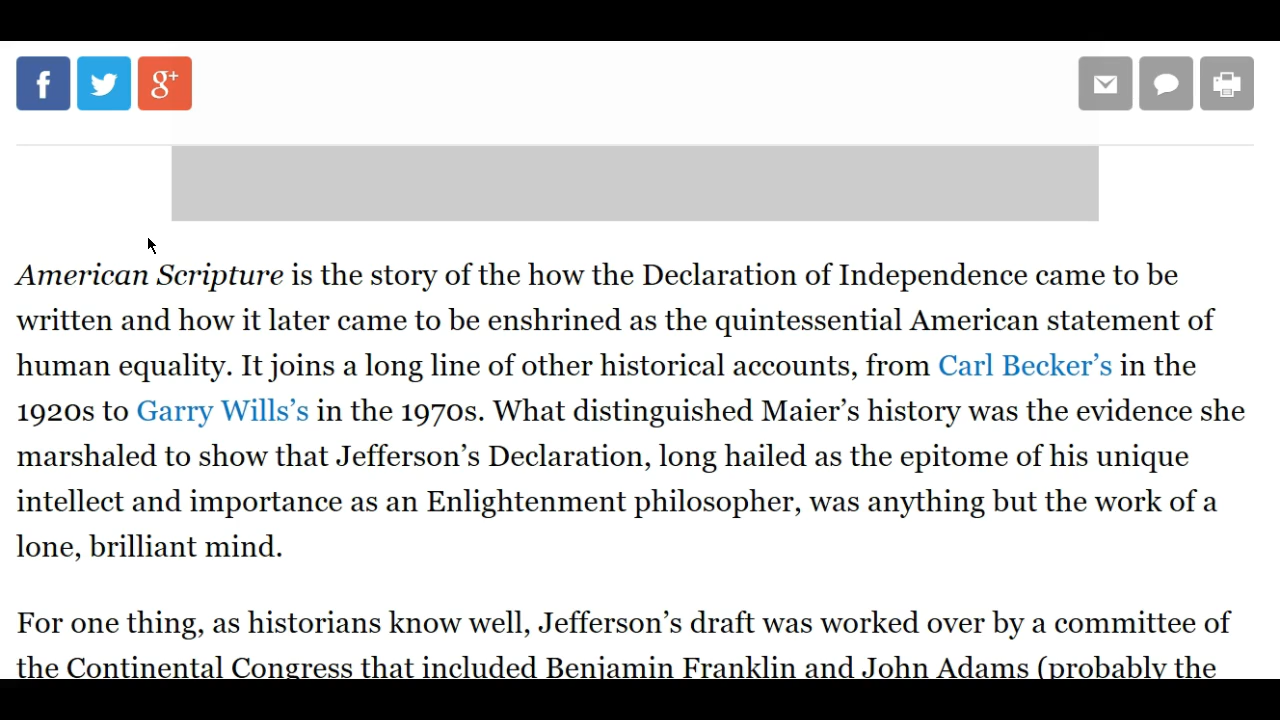 f
g+
American Scripture is the story of the how the Declaration of Independence came to be
written and how it later came to be enshrined as the quintessential American statement of
human equality. It joins a long line of other historical accounts, from Carl Becker’s in the
1920s to Garry Wills’s in the 1970s. What distinguished Maier’s history was the evidence she
marshaled to show that Jefferson’s Declaration, long hailed as the epitome of his unique
intellect and importance as an Enlightenment philosopher, was anything but the work of a
lone, brilliant mind.
For one thing, as historians know well, Jefferson’s draft was worked over by a committee of
the Continental Congress that included Benjamin Franklin and John Adams (probably the